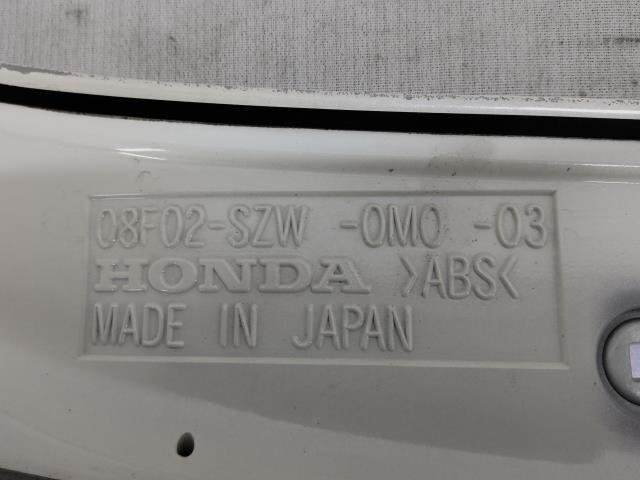 08F02-SZW -0M0 -03
HONDA >ABS<
MADE IN JAPAN